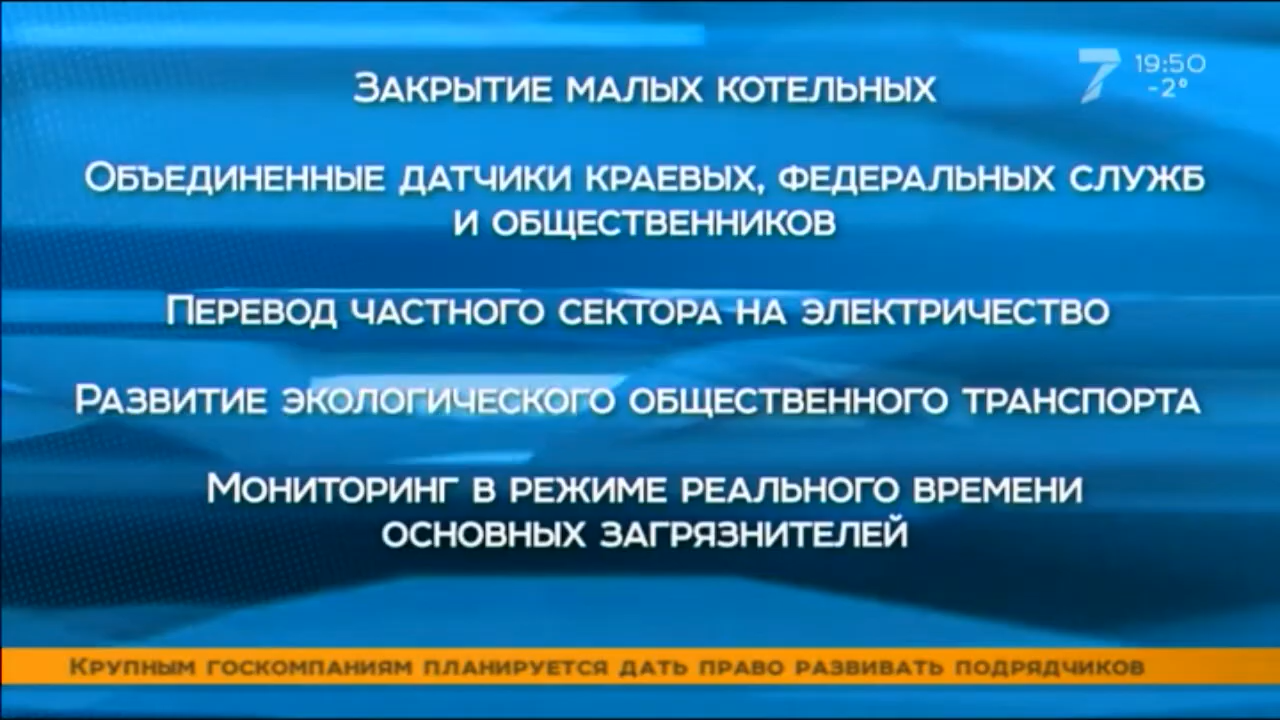 7 19:50
-2°
Закрытие малых котельных
Объединенные датчики краевых, федеральных служб
и общественников
Перевод частного сектора на электричество
Развитие экологического общественного транспорта
Мониторинг в режиме реального времени
основных загрязнителей
Крупным госкомпаниям планируется дать право развивать подрядчиков